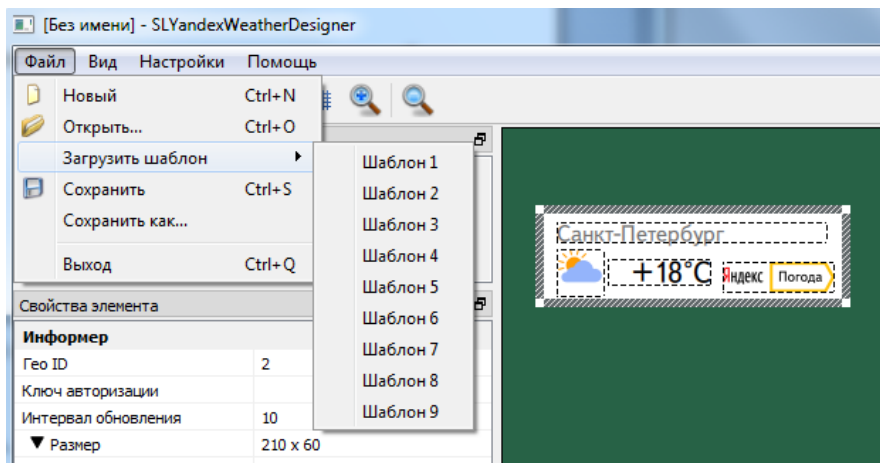 [Без имени] - SLYandexWeatherDesigner
Файл Вид Настройки Помощь
Новый Ctrl+N
Открыть... Ctrl+O
Загрузить шаблон
Сохранить Ctrl+S
Сохранить как...
Выход Ctrl+Q
Шаблон 1
Шаблон 2
Шаблон 3
Шаблон 4
Шаблон 5
Шаблон 6
Шаблон 7
Шаблон 8
Шаблон 9
Свойства элемента
Информер
Гео ID 2
Ключ авторизации
Интервал обновления 10
Размер 210 x 60
Санкт-Петербург
+18°C Яндекс Погода